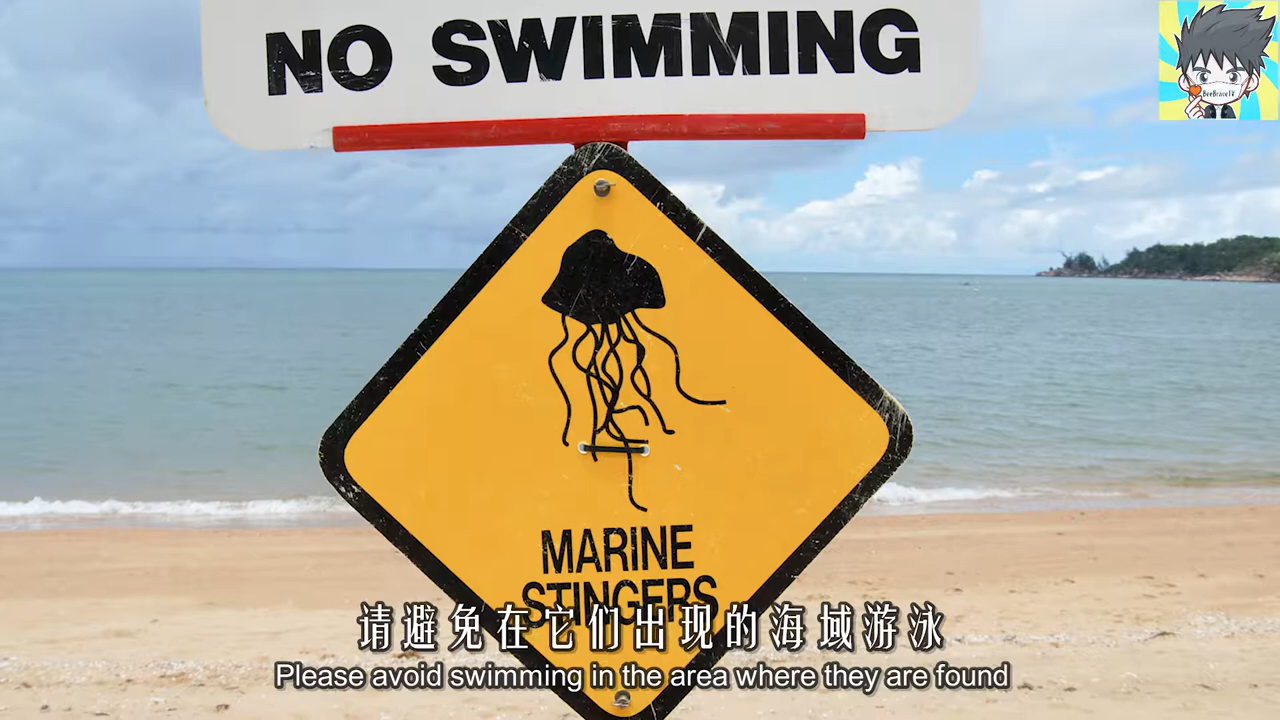 NO SWIMMING
BeeBraveTV
MARINE
STINGERS
请避免在它们出现的海域游泳
Please avoid swimming in the area where they are found